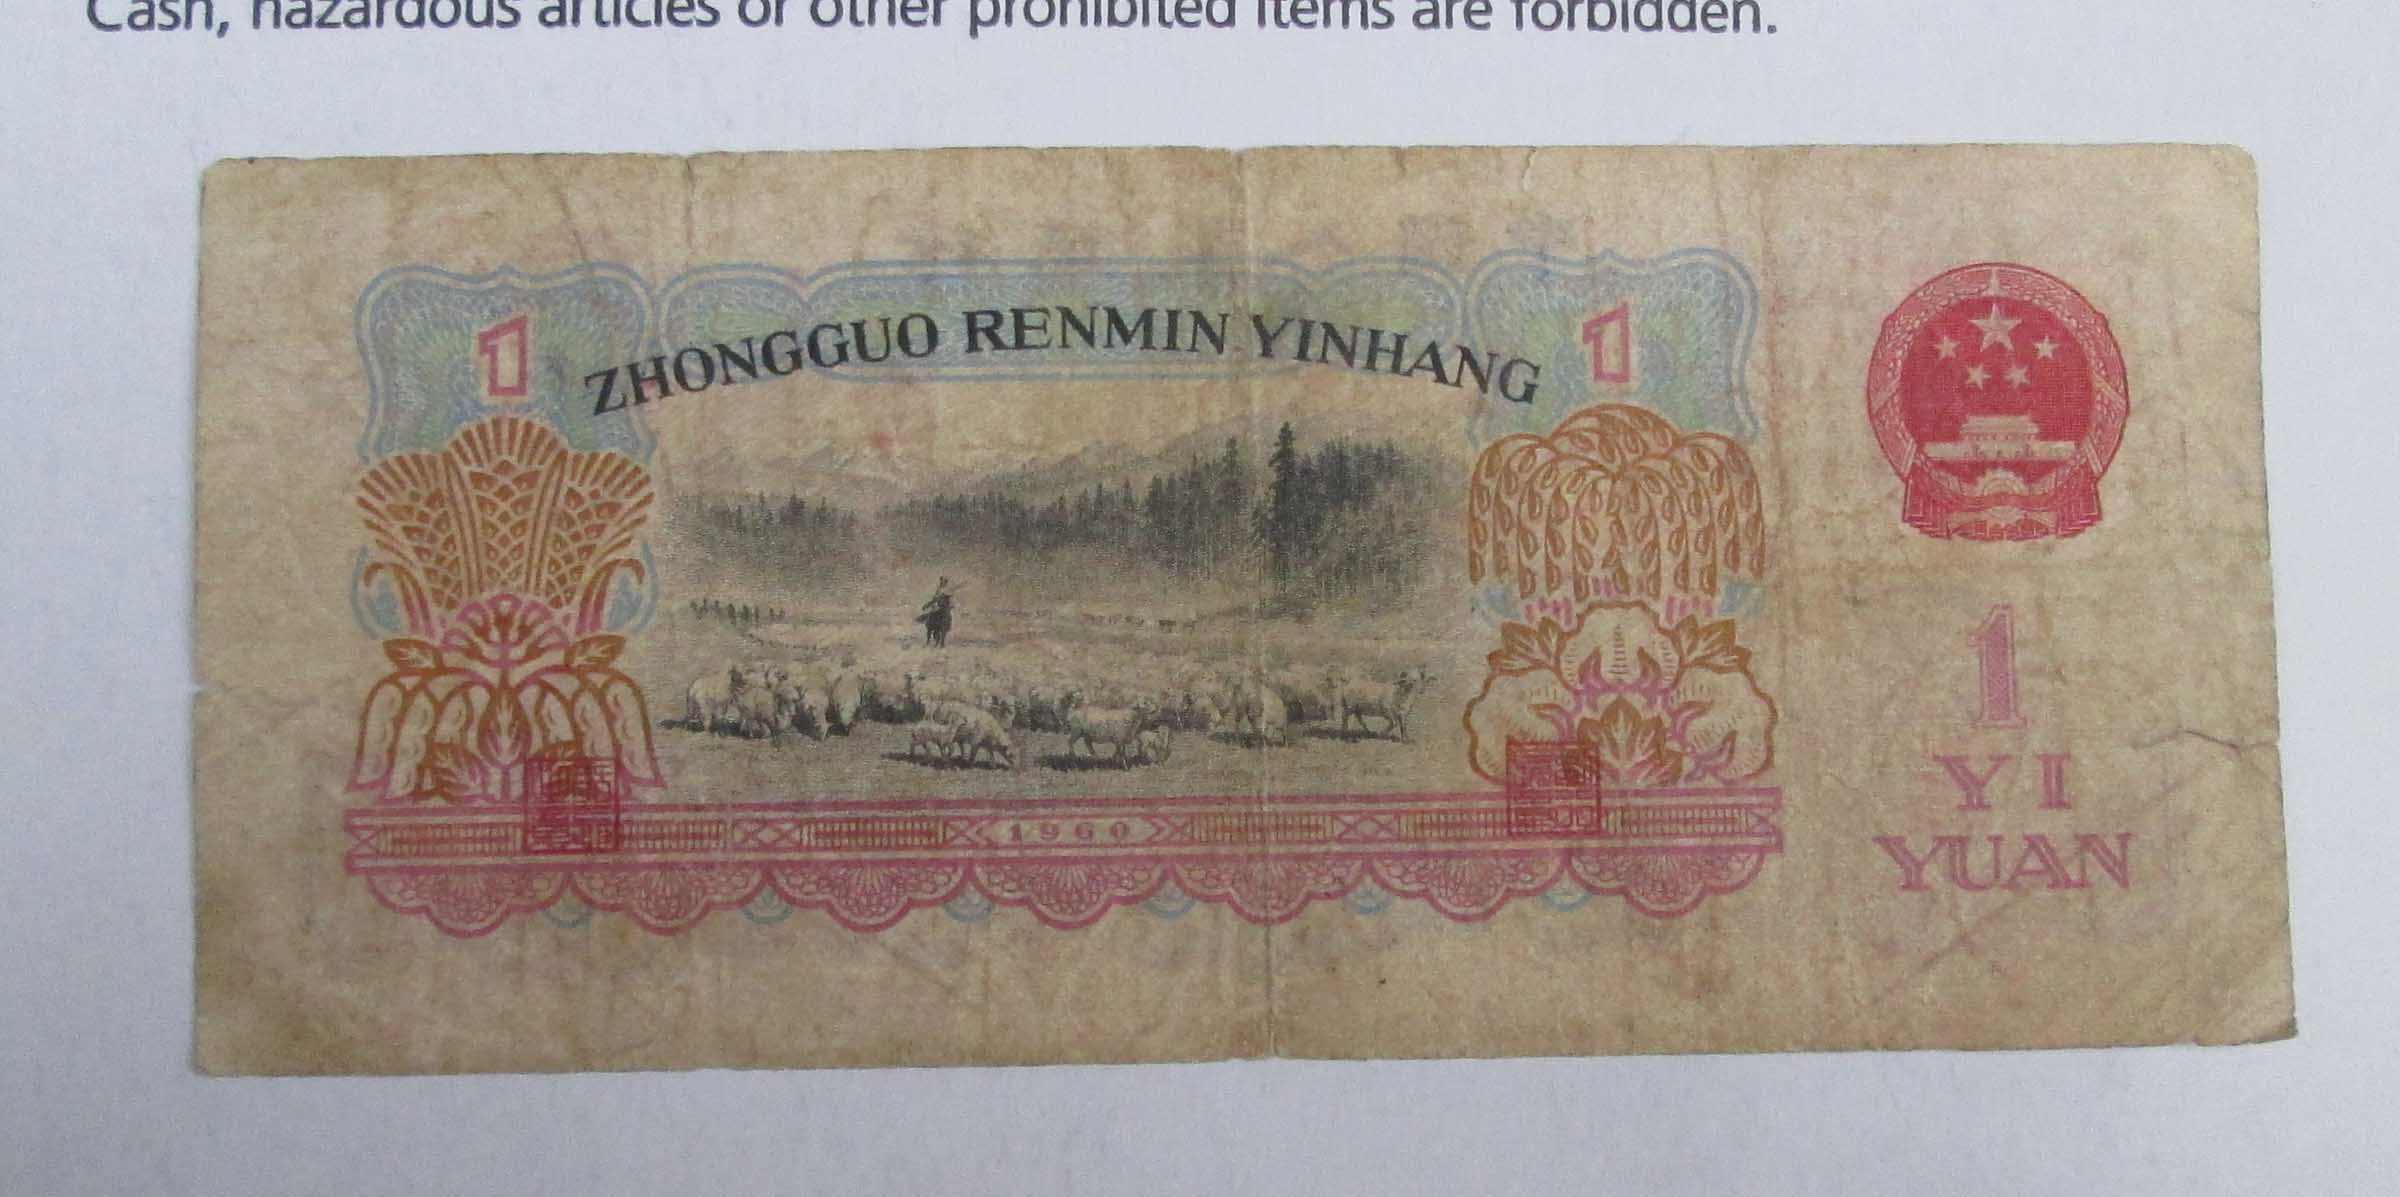 Cash, hazardous articles or other prohibited items are forbidden.
1
ZHONGGUO RENMIN YINHANG
1
1960
1
YI
YUAN